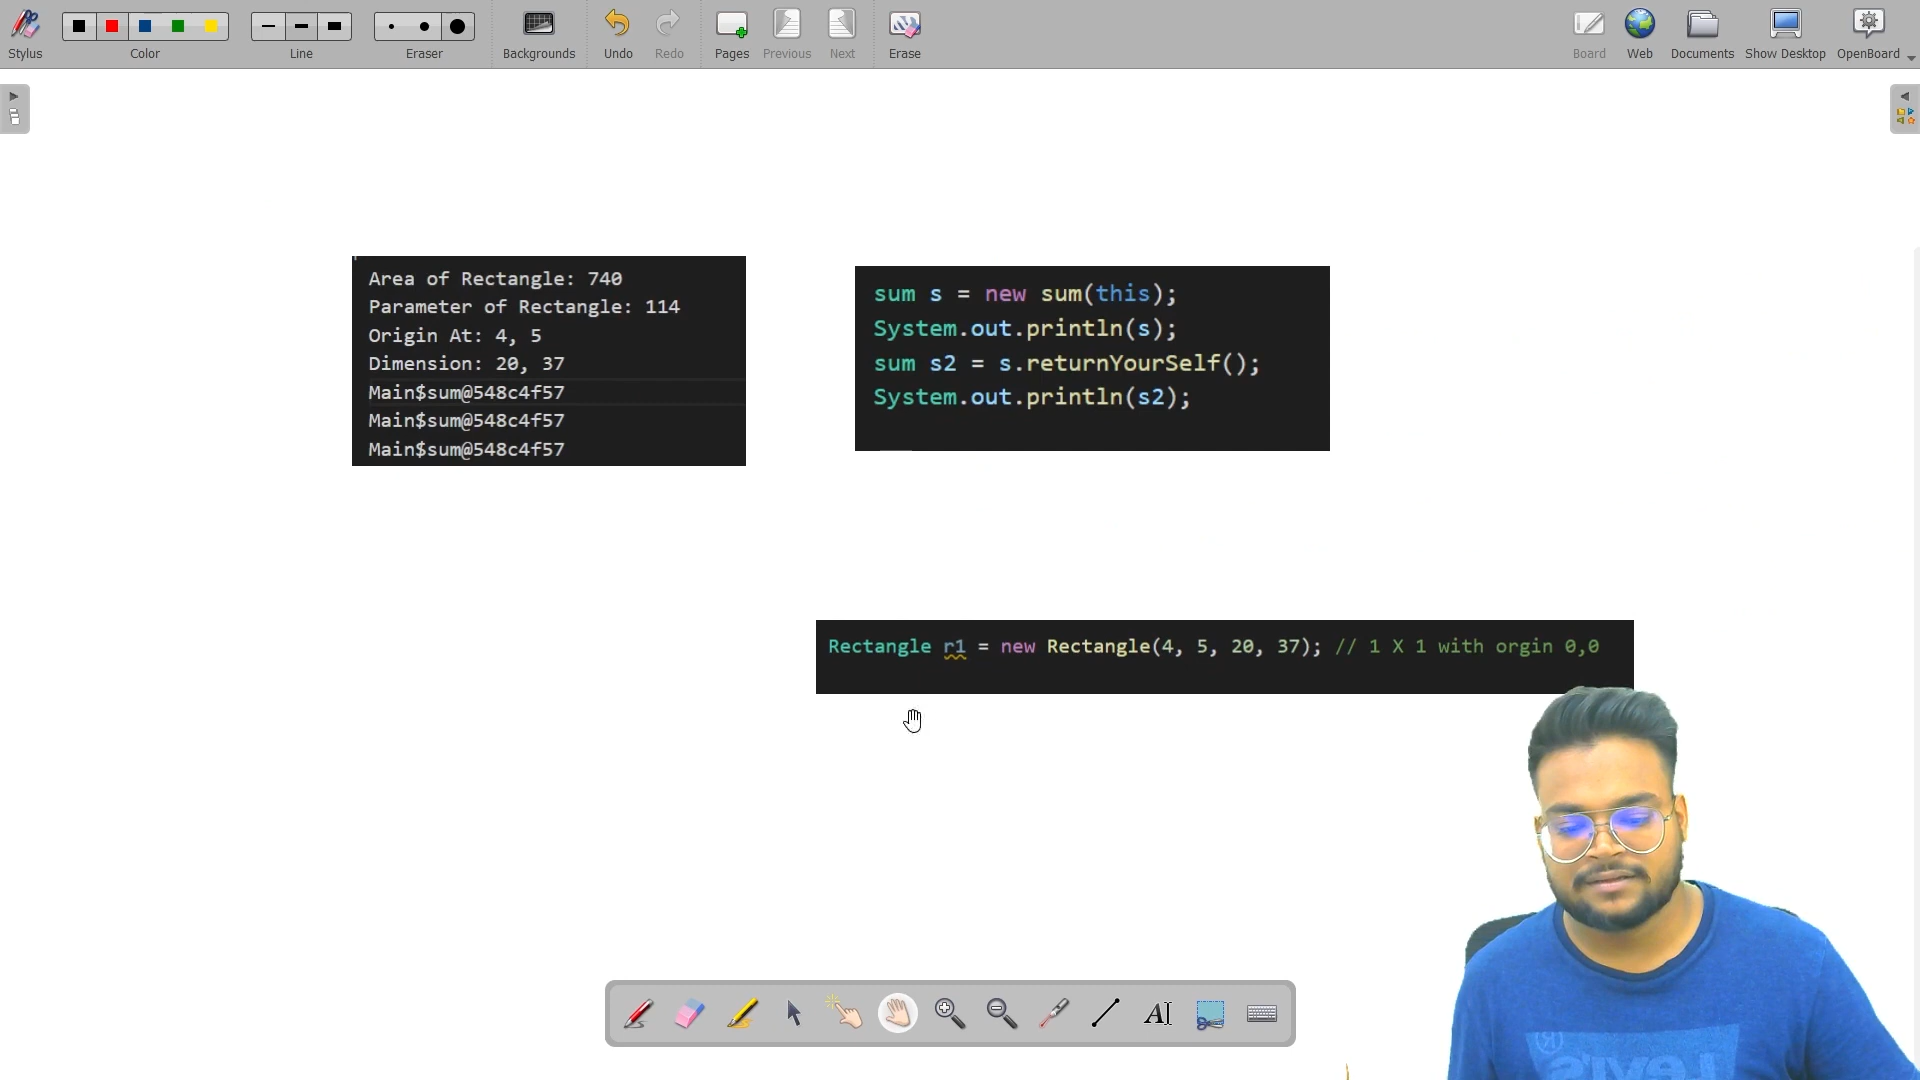 Stylus
Color
Line
Eraser
Backgrounds
Undo
Redo
Pages
Previous
Next
Erase
Board
Web
Documents
Show Desktop
OpenBoard
Area of Rectangle: 740
Parameter of Rectangle: 114
Origin At: 4, 5
Dimension: 20, 37
Main$sum@548c4f57
Main$sum@548c4f57
Main$sum@548c4f57
sum s = new sum(this);
System.out.println(s);
sum s2 = s.returnYourSelf();
System.out.println(s2);
Rectangle r1 = new Rectangle(4, 5, 20, 37); // 1 X 1 with orgin 0,0
AI
Levi's